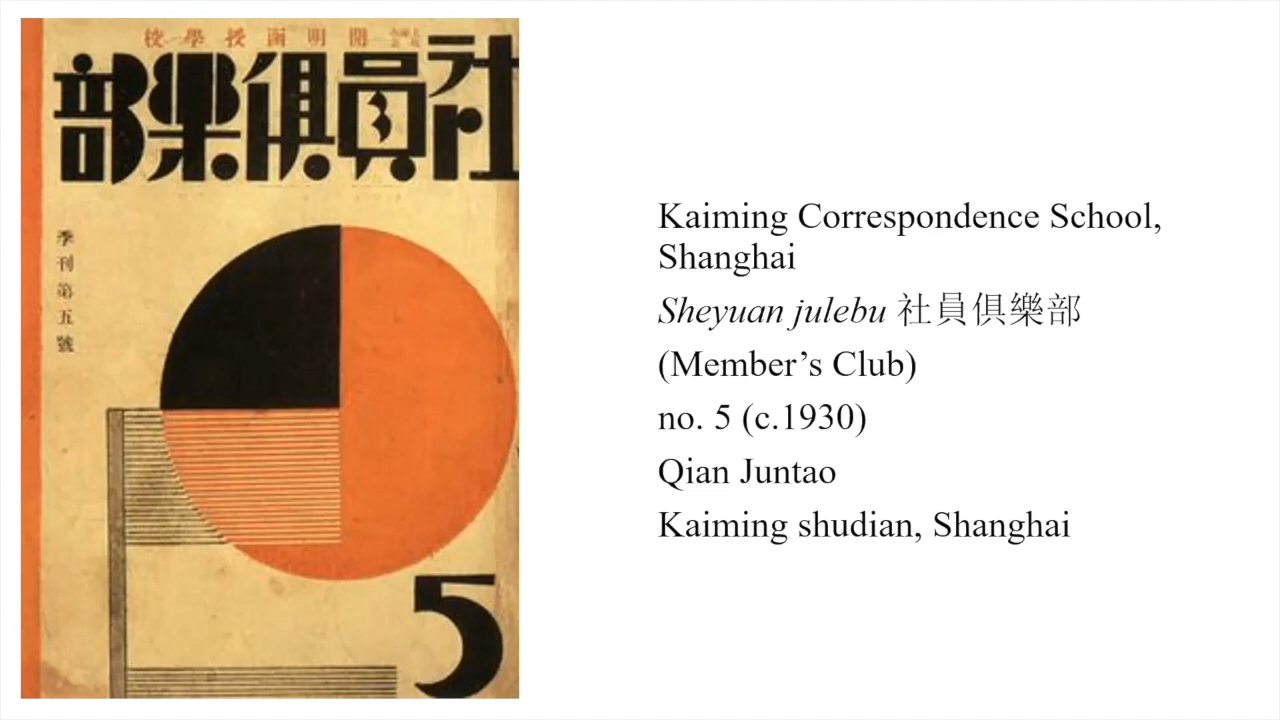 開明函授學校
社員俱樂部
季刊第五號
5
Kaiming Correspondence School,
Shanghai
Sheyuan julebu 社員俱樂部
(Member’s Club)
no. 5 (c.1930)
Qian Juntao
Kaiming shudian, Shanghai